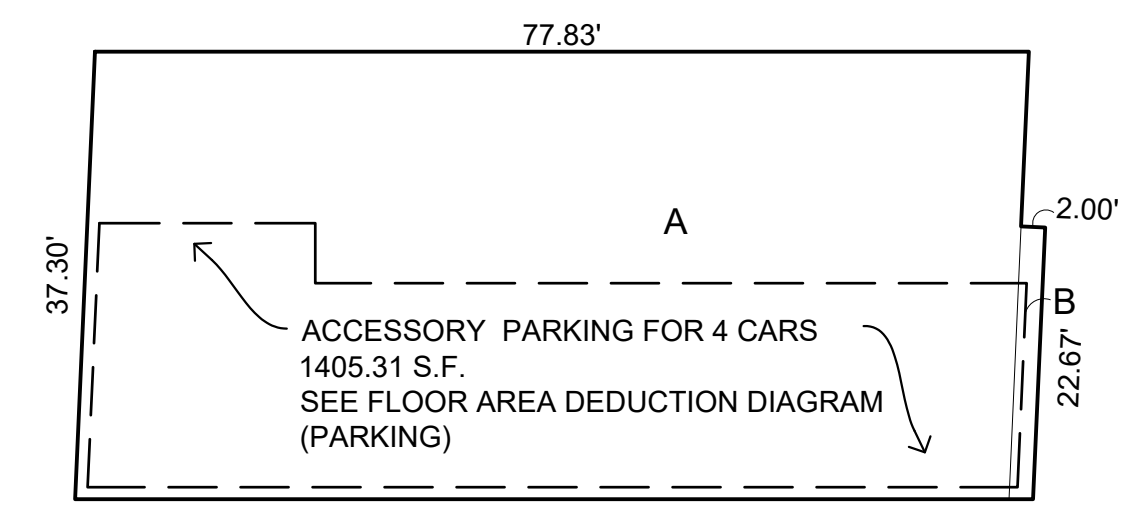 77.83'
A
2.00'
37.30'
B
22.67'
ACCESSORY PARKING FOR 4 CARS
1405.31 S.F.
SEE FLOOR AREA DEDUCTION DIAGRAM
(PARKING)